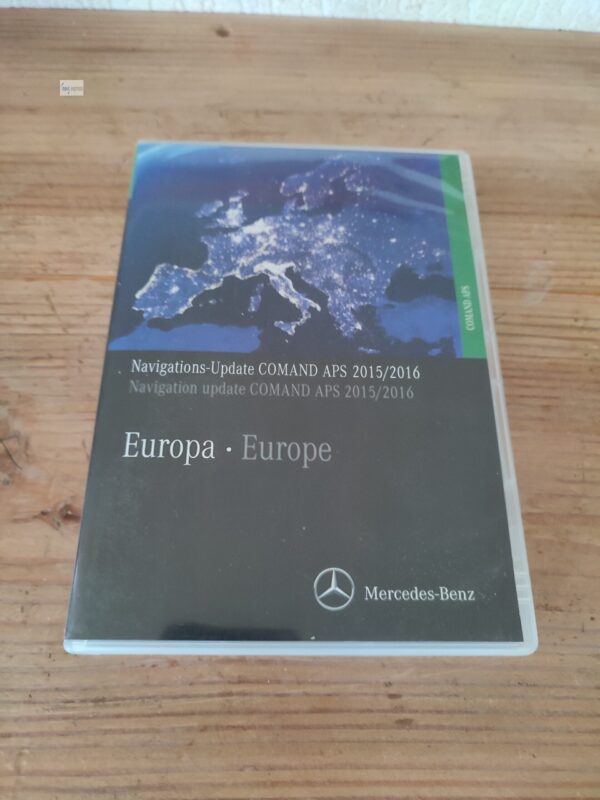 COMAND APS
Navigations-Update COMAND APS 2015/2016
Navigation update COMAND APS 2015/2016
Europa · Europe
Mercedes-Benz